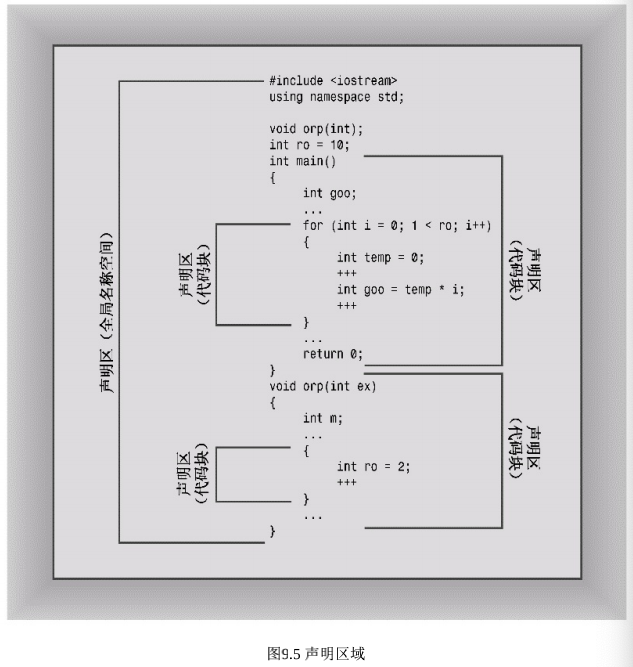 #include <iostream>
using namespace std;
void orp(int);
int ro = 10;
int main()
{
int goo;
...
for (int i = 0; 1 < ro; i++)
{
int temp = 0;
+++
int goo = temp * i;
+++
}
...
return 0;
}
void orp(int ex)
{
int m;
...
{
int ro = 2;
+++
}
...
}
声明区（全局名称空间）
声明区
（代码块）
声明区
（代码块）
声明区
（代码块）
声明区
（代码块）
图9.5 声明区域